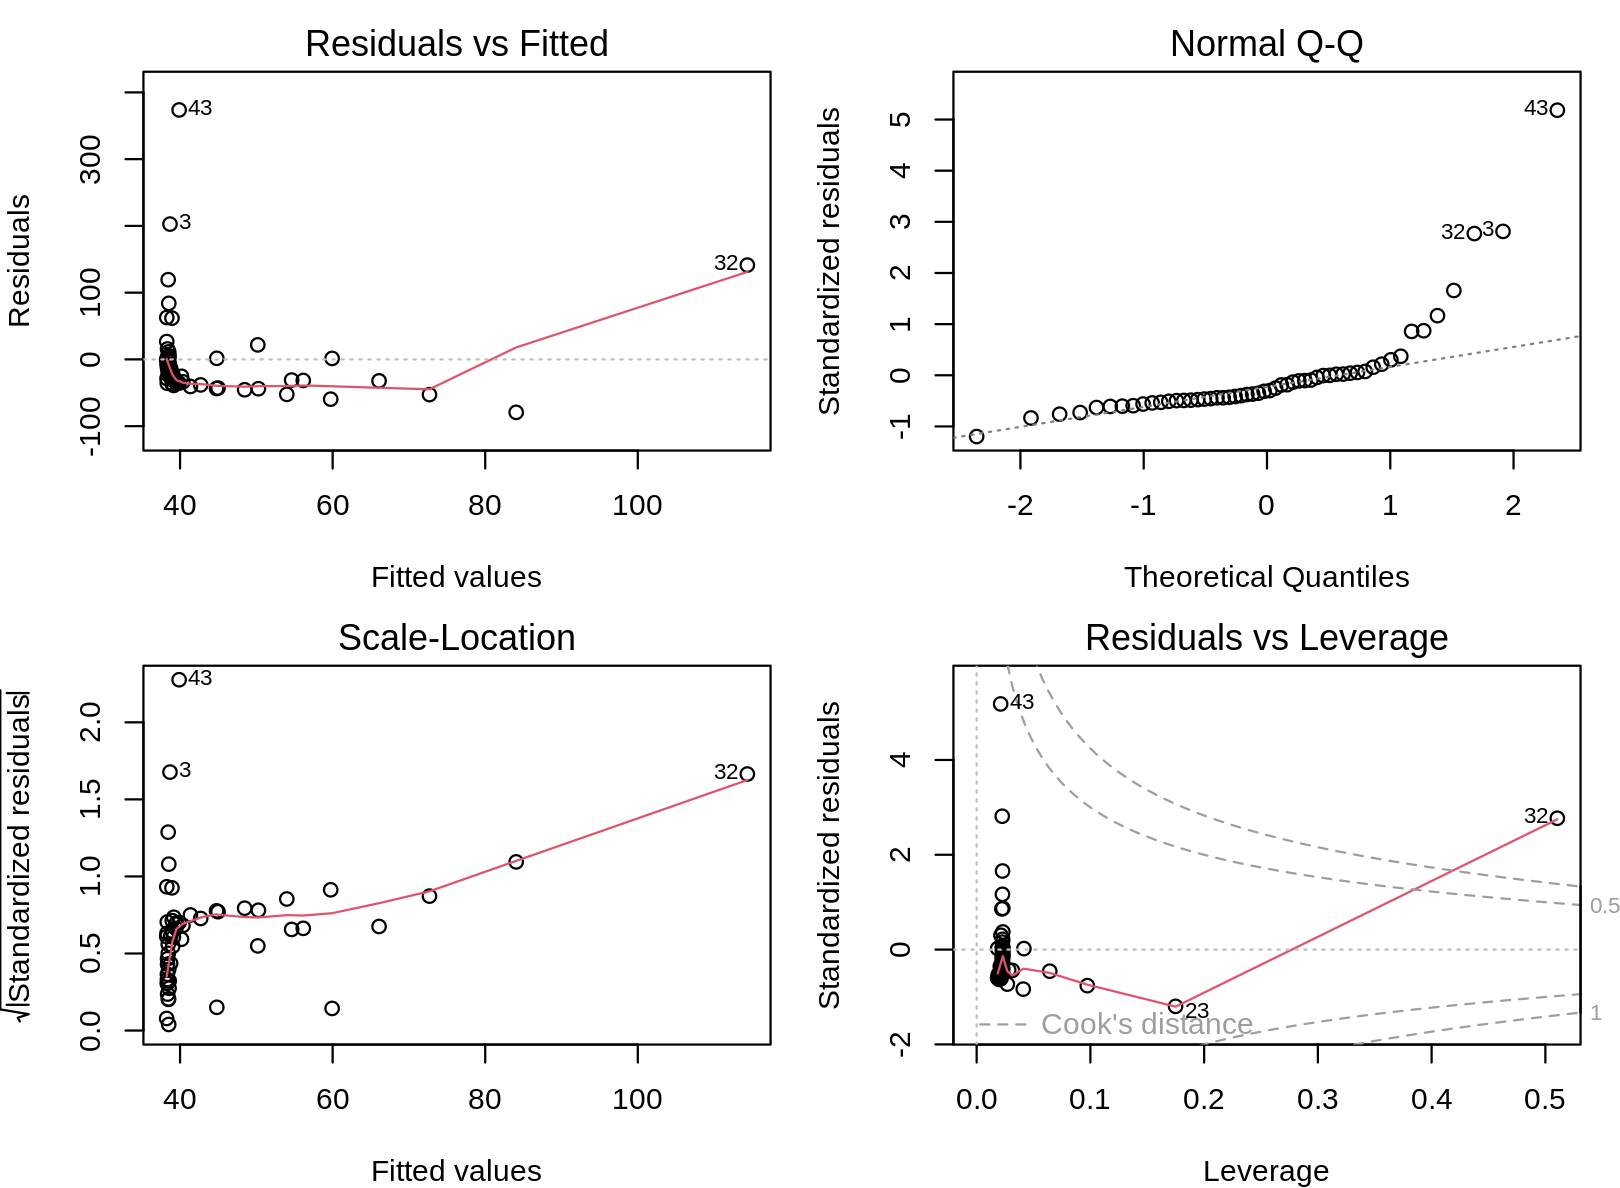 Residuals vs Fitted
Residuals
-100 0 100 300
43
3
32
40 60 80 100
Fitted values
Normal Q-Q
Standardized residuals
-1 0 1 2 3 4 5
43
32 3
-2 -1 0 1 2
Theoretical Quantiles
Scale-Location
√|Standardized residuals|
0.0 0.5 1.0 1.5 2.0
43
3
32
40 60 80 100
Fitted values
Residuals vs Leverage
Standardized residuals
-2 0 2 4
43
32
0.5
1
23
Cook's distance
0.0 0.1 0.2 0.3 0.4 0.5
Leverage